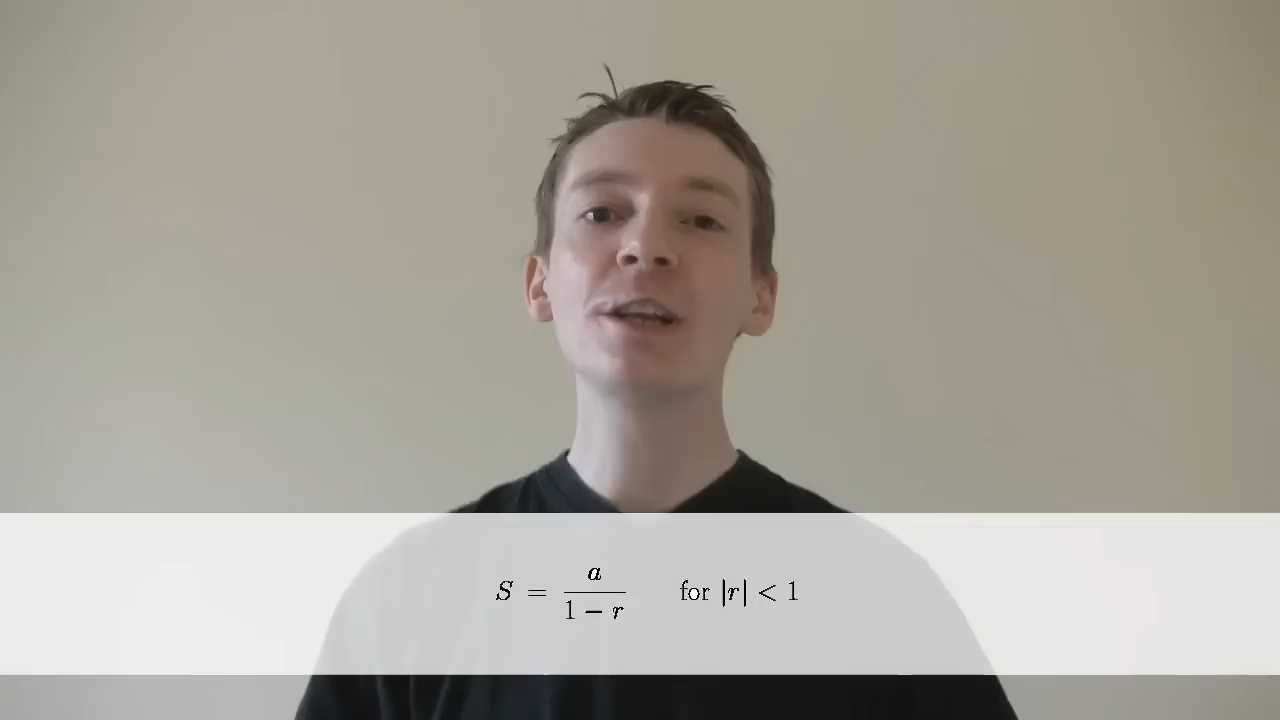 S = a / (1 − r) for |r| < 1